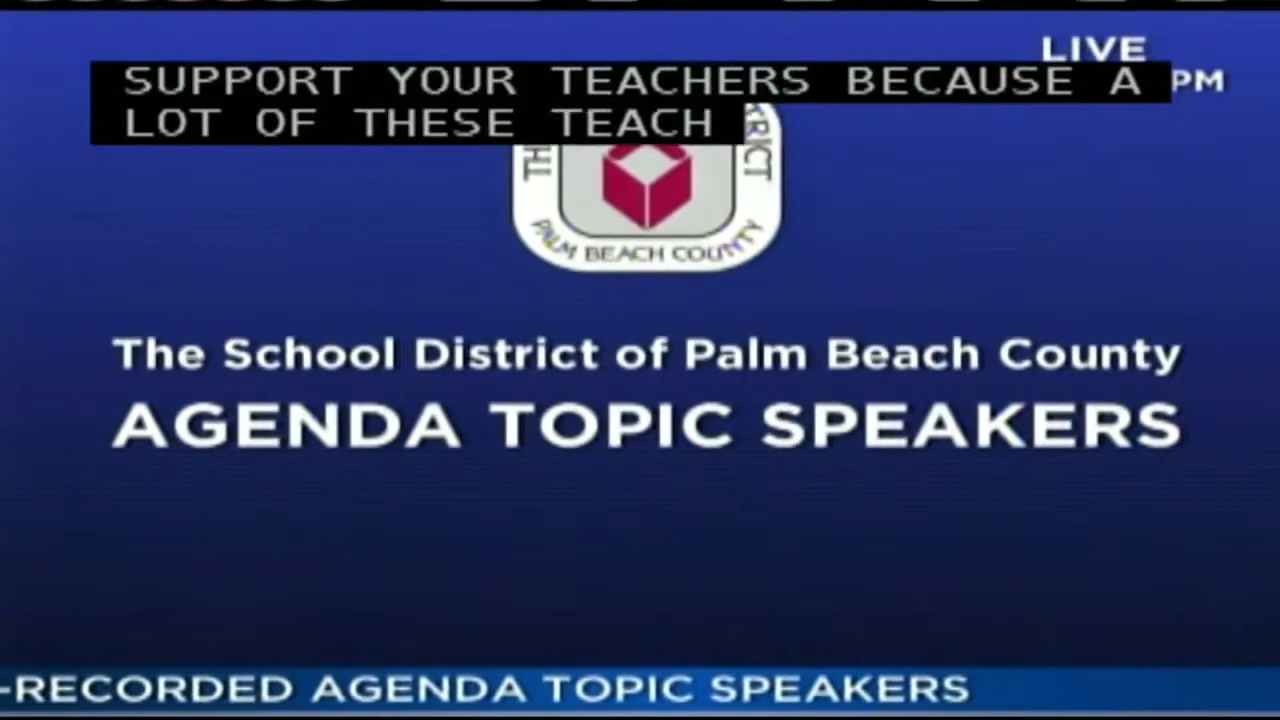 LIVE
SUPPORT YOUR TEACHERS BECAUSE A
PM
LOT OF THESE TEACH
PALM BEACH COUNTY
The School District of Palm Beach County
AGENDA TOPIC SPEAKERS
-RECORDED AGENDA TOPIC SPEAKERS